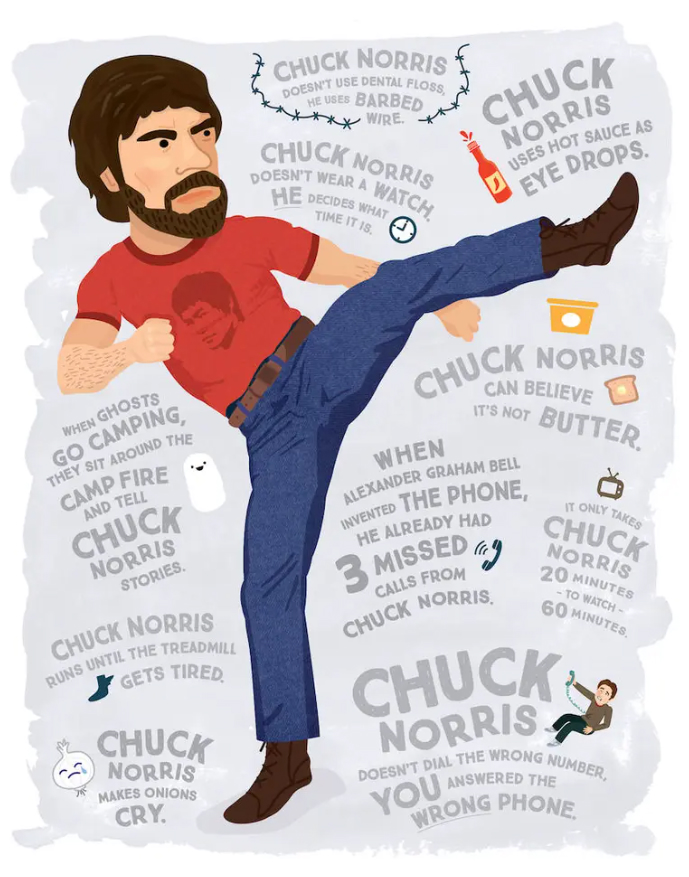 CHUCK NORRIS
DOESN'T USE DENTAL FLOSS,
HE USES BARBED
WIRE.
CHUCK
NORRIS
USES HOT SAUCE AS
EYE DROPS.
CHUCK NORRIS
DOESN'T WEAR A WATCH,
HE DECIDES WHAT
TIME IT IS.
CHUCK NORRIS
CAN BELIEVE
IT'S NOT BUTTER.
WHEN GHOSTS
GO CAMPING,
THEY SIT AROUND THE
CAMP FIRE
AND TELL
CHUCK
NORRIS
STORIES.
WHEN
ALEXANDER GRAHAM BELL
INVENTED THE PHONE,
HE ALREADY HAD
3 MISSED
CALLS FROM
CHUCK NORRIS.
IT ONLY TAKES
CHUCK
NORRIS
20 MINUTES
- TO WATCH -
60 MINUTES.
CHUCK NORRIS
RUNS UNTIL THE TREADMILL
GETS TIRED.
CHUCK
NORRIS
MAKES ONIONS
CRY.
CHUCK
NORRIS
DOESN'T DIAL THE WRONG NUMBER,
YOU ANSWERED THE
WRONG PHONE.